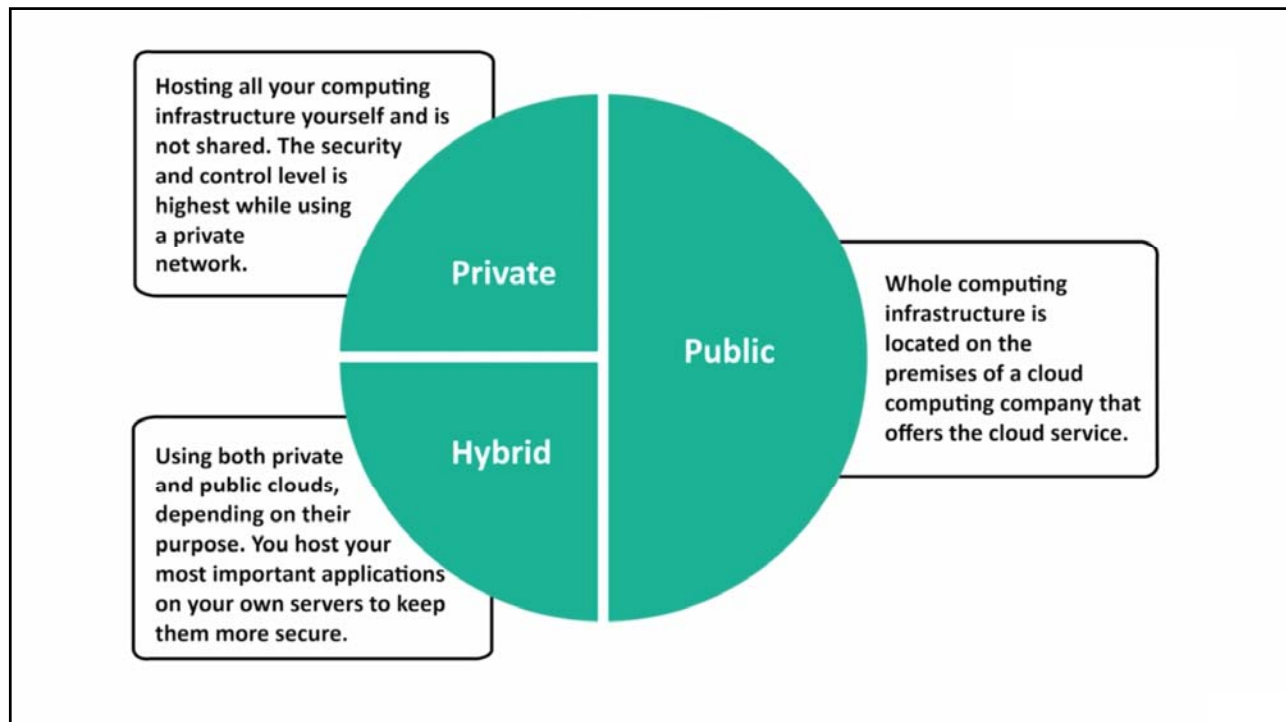 Hosting all your computing
infrastructure yourself and is
not shared. The security
and control level is
highest while using
a private
network.
Private
Public
Whole computing
infrastructure is
located on the
premises of a cloud
computing company that
offers the cloud service.
Hybrid
Using both private
and public clouds,
depending on their
purpose. You host your
most important applications
on your own servers to keep
them more secure.